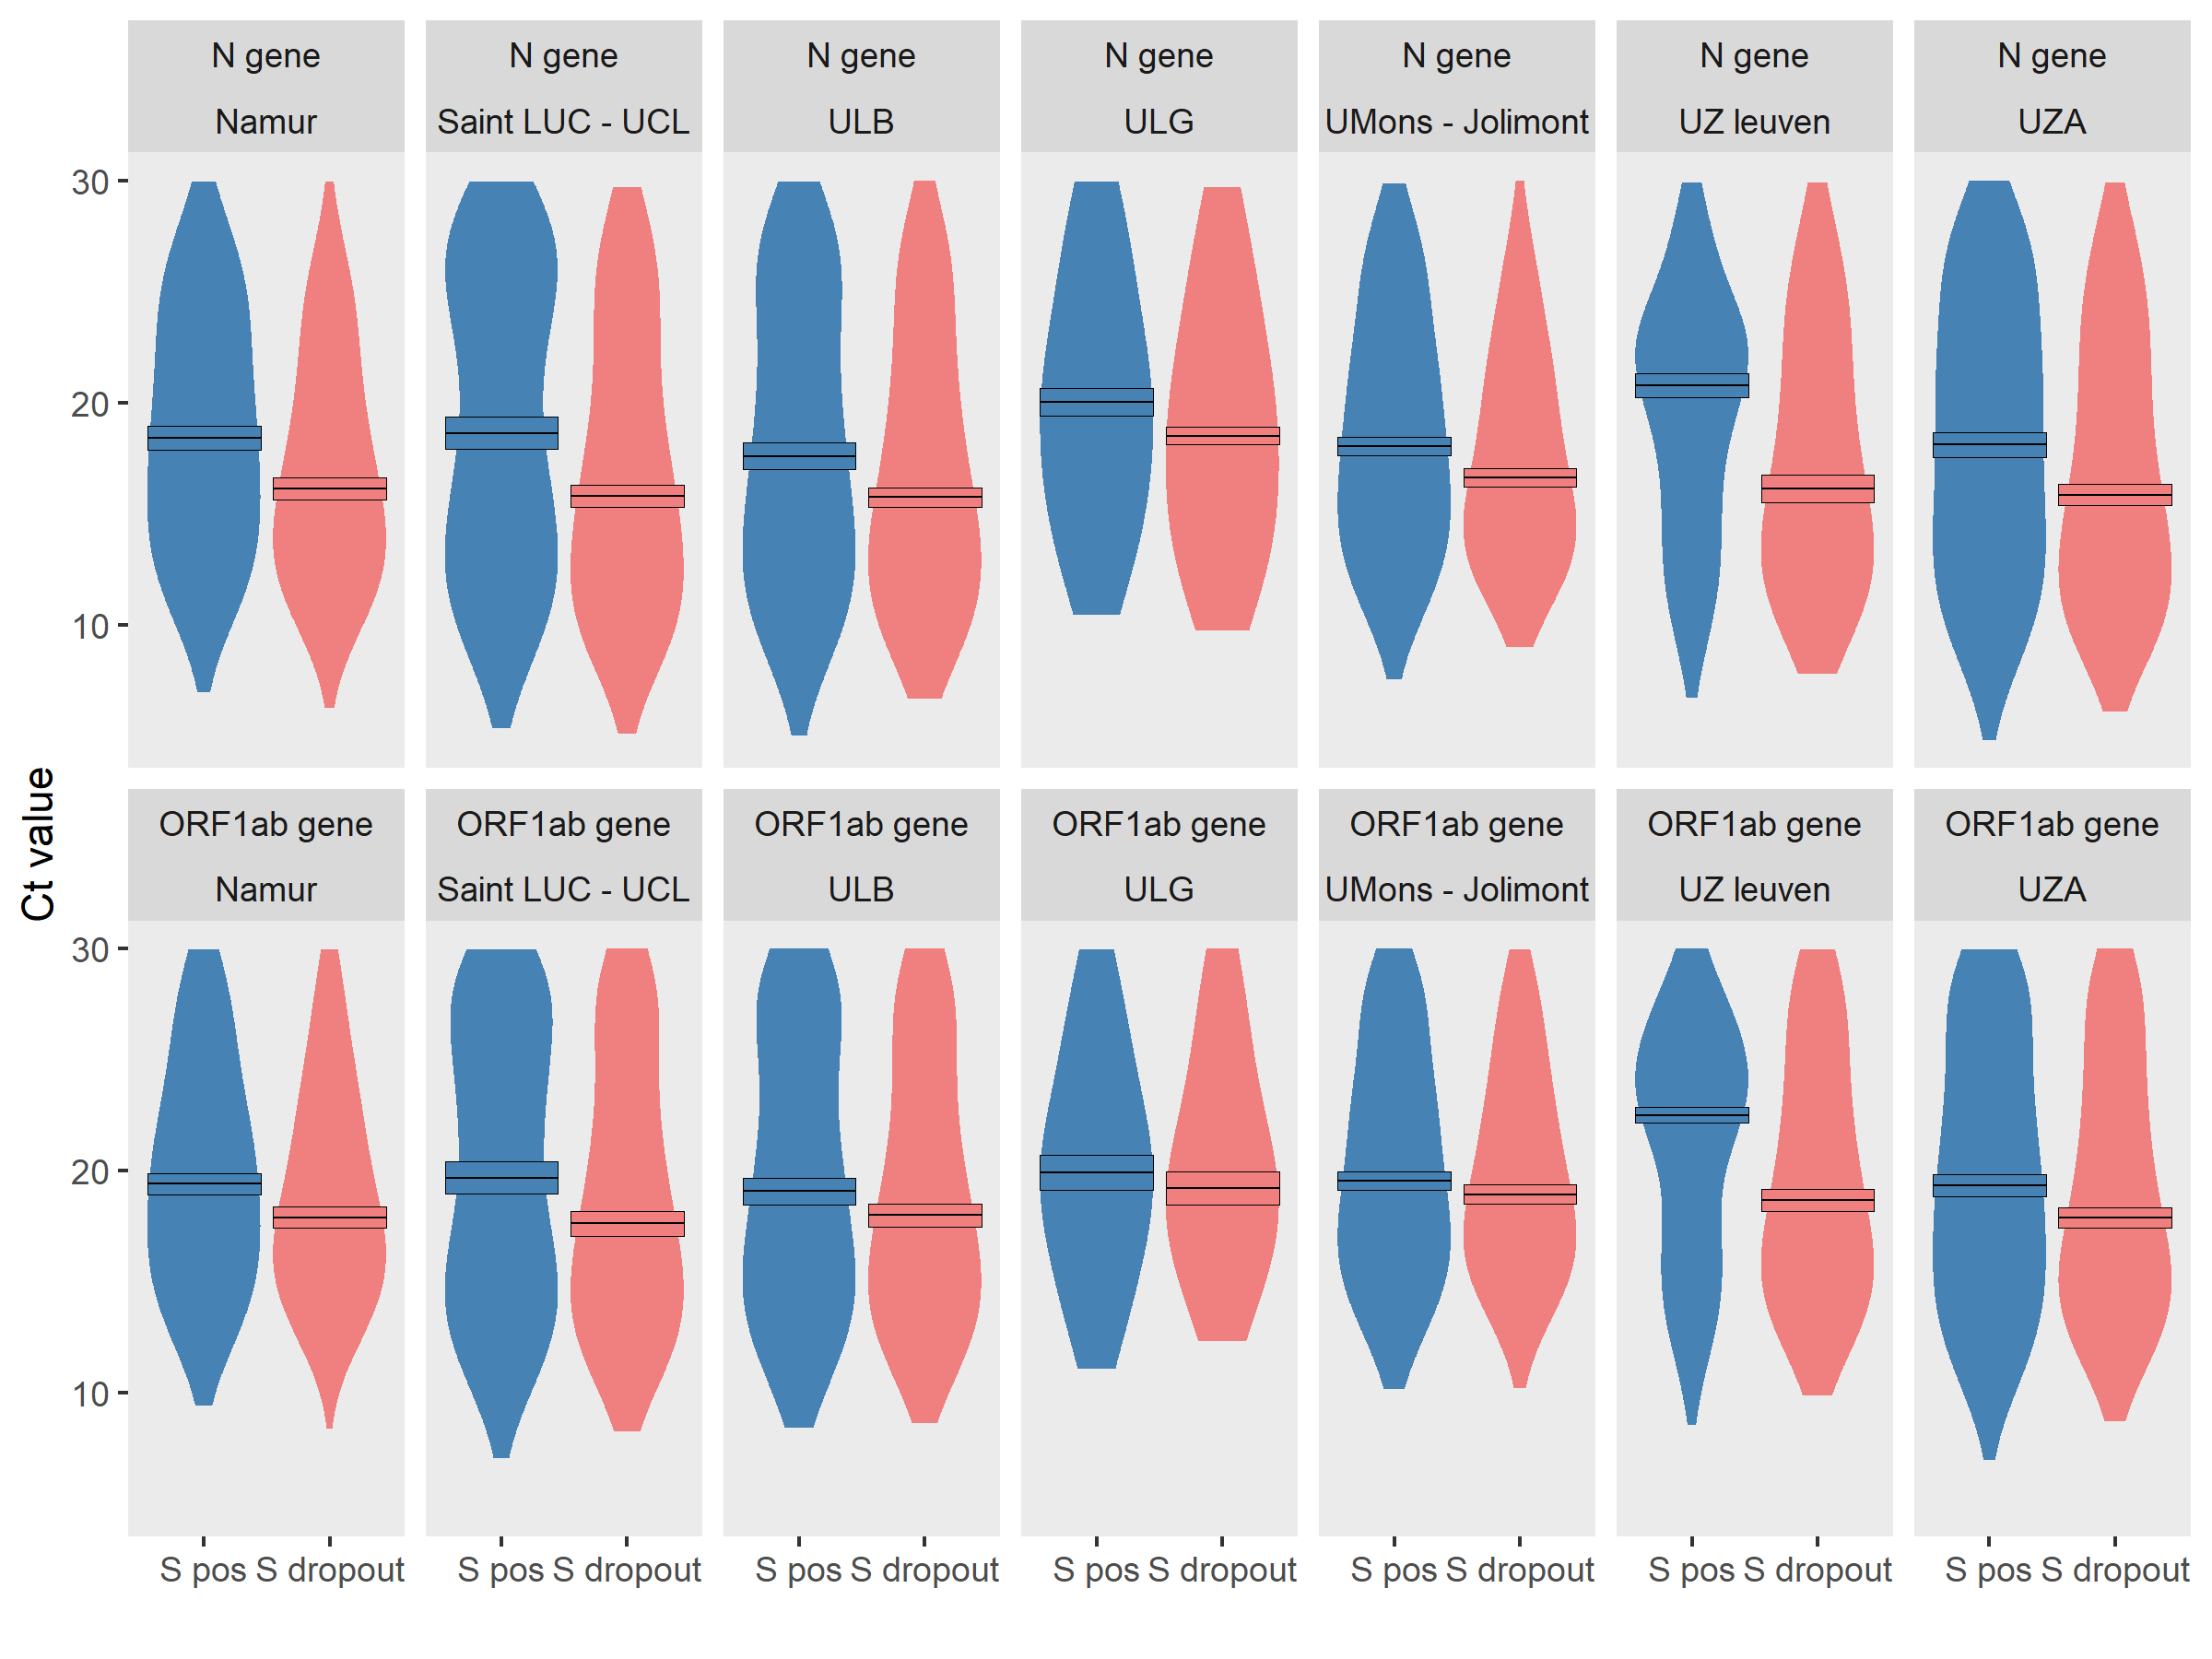 N gene N gene N gene N gene N gene N gene N gene
Namur Saint LUC - UCL ULB ULG UMons - Jolimont UZ leuven UZA
30
20
10
Ct value
ORF1ab gene ORF1ab gene ORF1ab gene ORF1ab gene ORF1ab gene ORF1ab gene ORF1ab gene
Namur Saint LUC - UCL ULB ULG UMons - Jolimont UZ leuven UZA
30
20
10
S pos S dropout S pos S dropout S pos S dropout S pos S dropout S pos S dropout S pos S dropout S pos S dropout